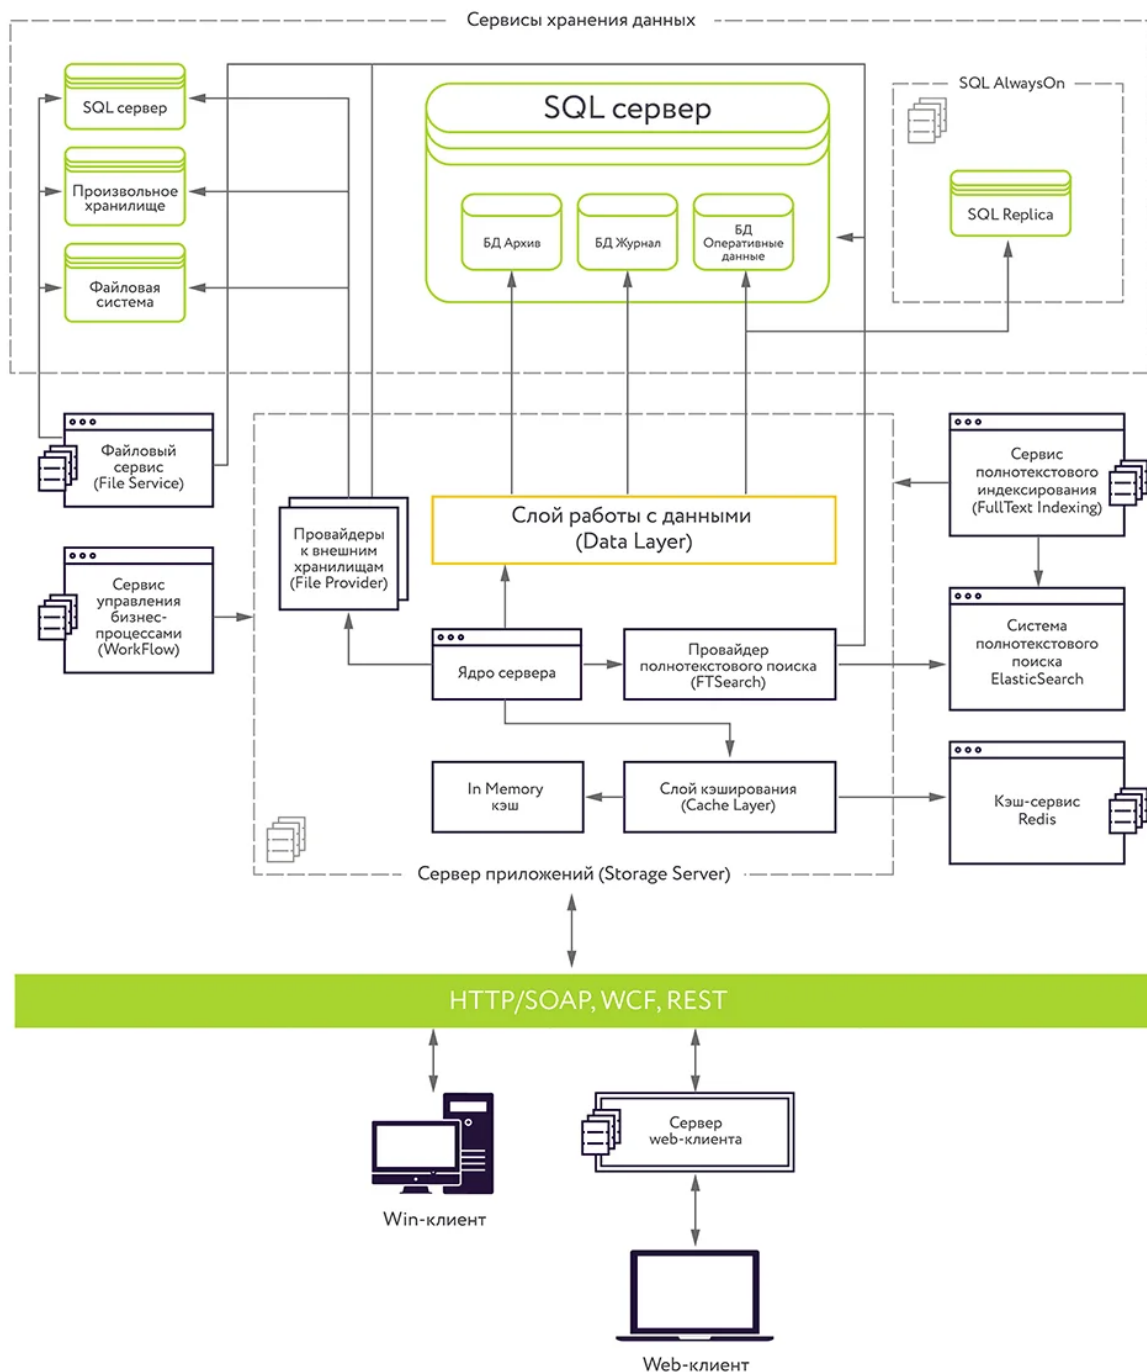 Сервисы хранения данных
SQL сервер
Произвольное
хранилище
Файловая
система
SQL сервер
БД Архив
БД Журнал
БД
Оперативные
данные
SQL AlwaysOn
SQL Replica
Файловый
сервис
(File Service)
Сервис
управления
бизнес-
процессами
(WorkFlow)
Провайдеры
к внешним
хранилищам
(File Provider)
Слой работы с данными
(Data Layer)
Ядро сервера
Провайдер
полнотекстового поиска
(FTSearch)
In Memory
кэш
Слой кэширования
(Cache Layer)
Сервер приложений (Storage Server)
Сервис
полнотекстового
индексирования
(FullText Indexing)
Система
полнотекстового
поиска
ElasticSearch
Кэш-сервис
Redis
HTTP/SOAP, WCF, REST
Win-клиент
Сервер
web-клиента
Web-клиент